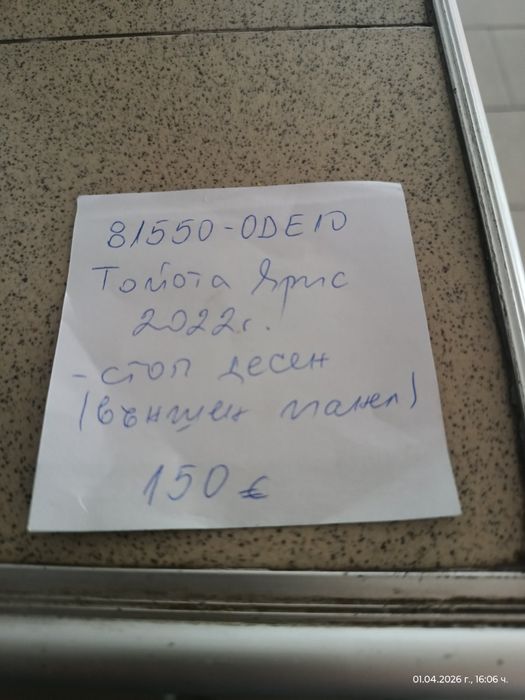 81550-0DE10
Тойота Ярис
2022г.
- стоп десен
(външен панел)
150 €
01.04.2026 г., 16:06 ч.